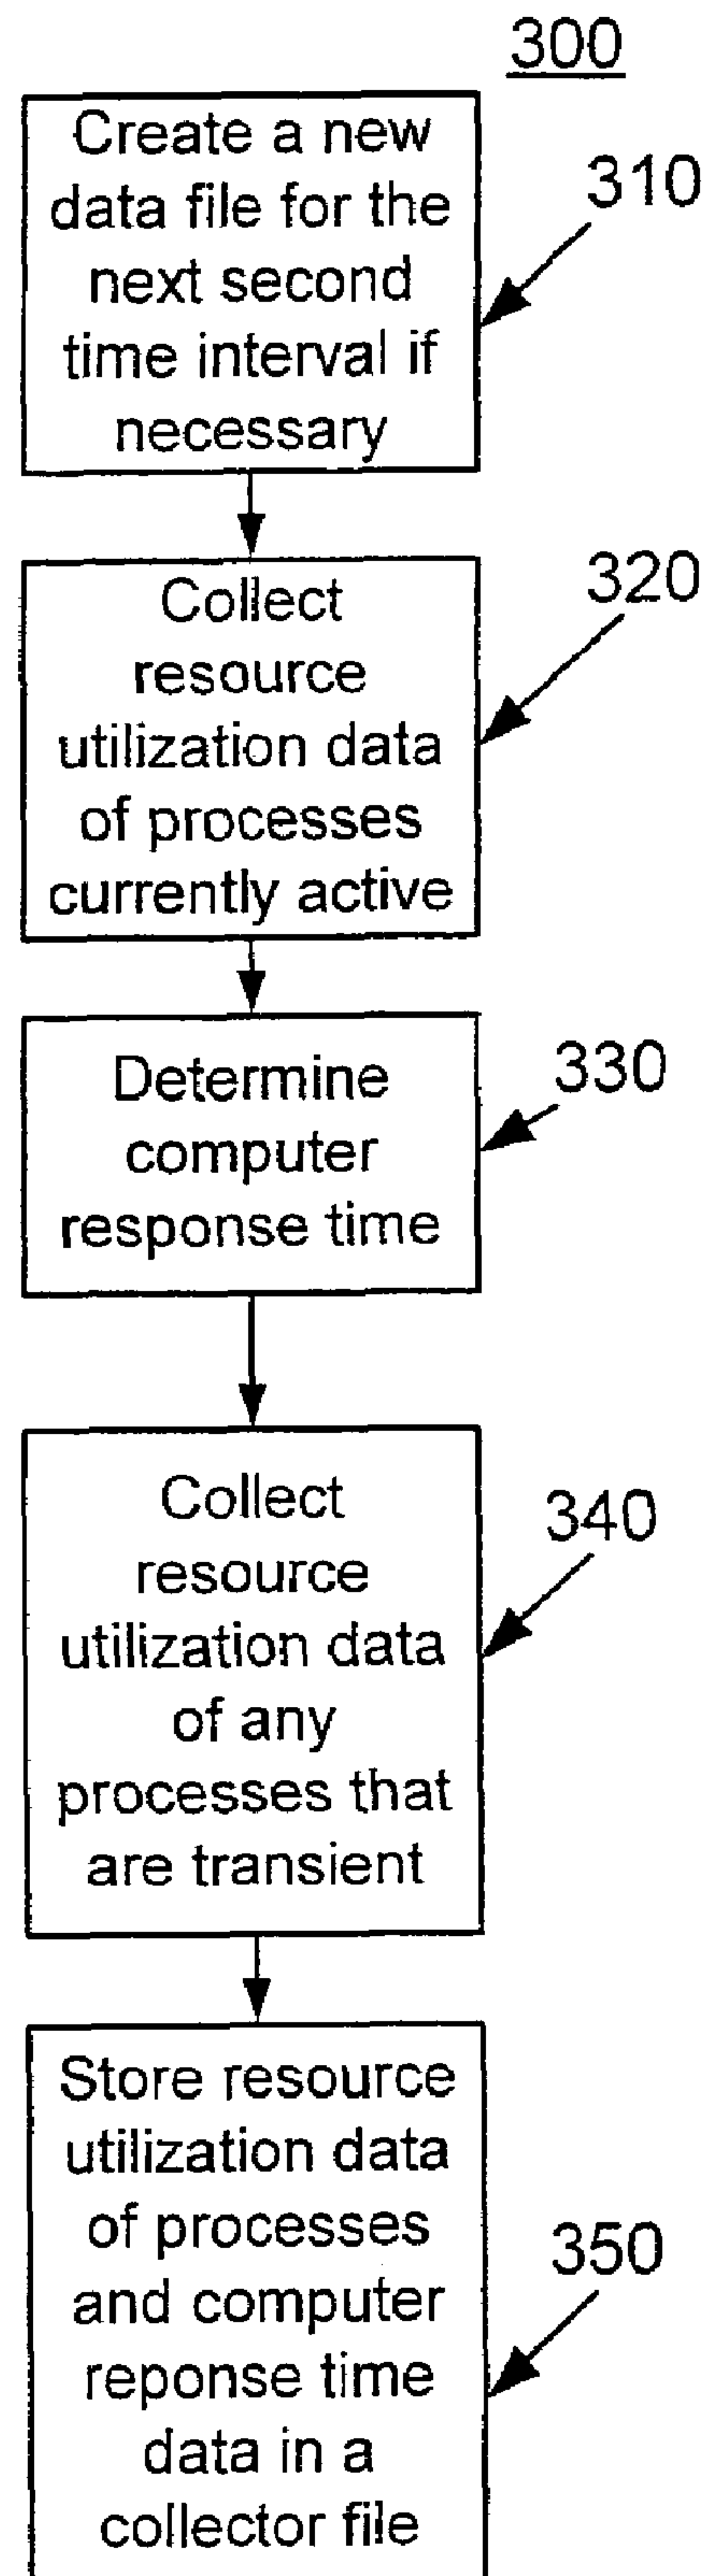 300
Create a new
data file for the
next second
time interval if
necessary
310
Collect
resource
utilization data
of processes
currently active
320
Determine
computer
response time
330
Collect
resource
utilization data
of any
processes that
are transient
340
Store resource
utilization data
of processes
and computer
reponse time
data in a
collector file
350